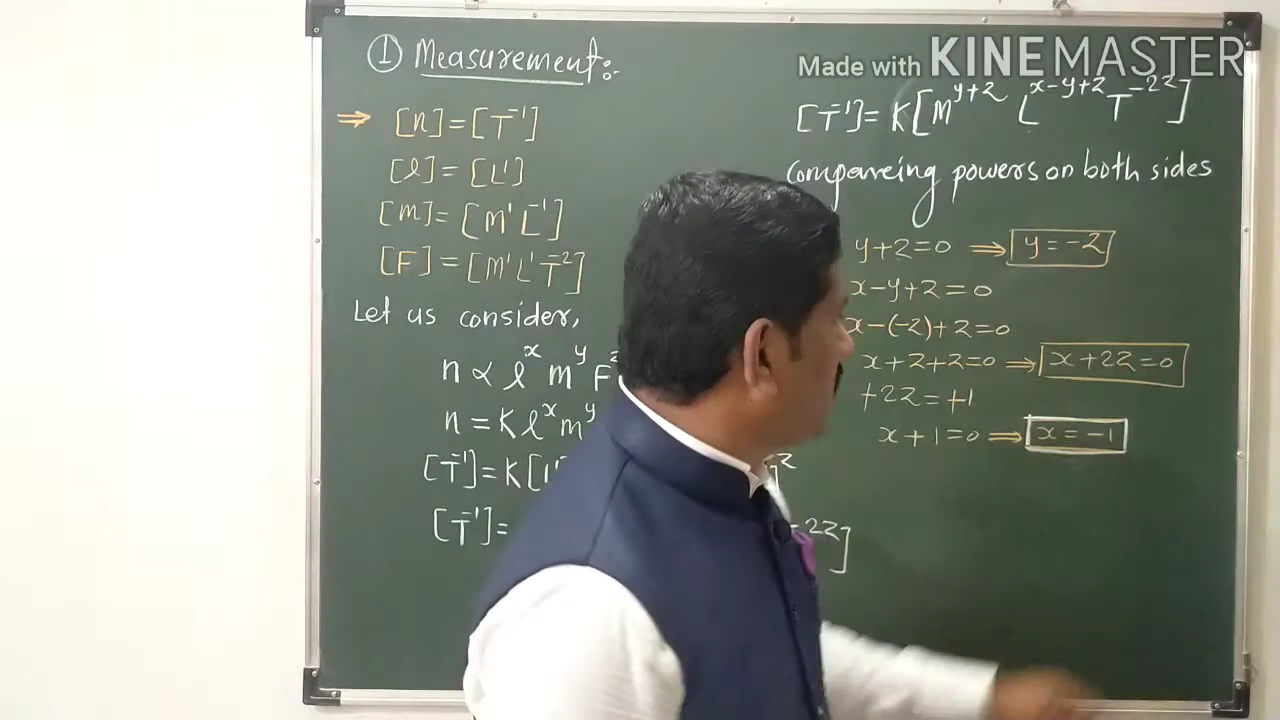 ① Measurement:-
⇒ [n]=[T⁻¹]
[l]=[L¹]
[m]=[M¹L⁻¹]
[F]=[M¹L¹T⁻²]
Let us consider,
n ∝ l^x m^y F^z
n = K l^x m^y
[T⁻¹]=K[L¹ ]^z
[T⁻¹]= -2z]
Made with KINEMASTER
[T⁻¹]=K[M^y+z L^x-y+z T^-2z]
Compareing powers on both sides
y+z=0 ⇒ y=-z
x-y+z=0
x-(-z)+z=0
x+z+z=0 ⇒ x+2z=0
+2z=+1
x+1=0 ⇒ x=-1